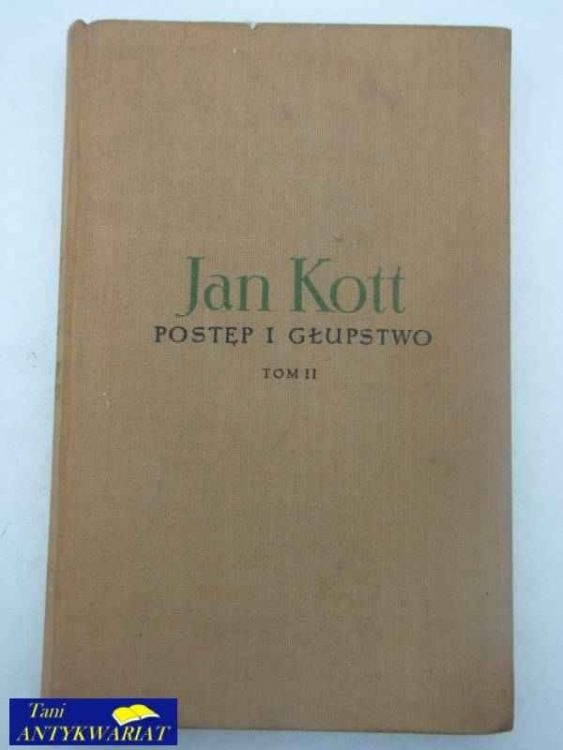 Jan Kott
POSTĘP I GŁUPSTWO
TOM II
Tani
ANTYKWARIAT